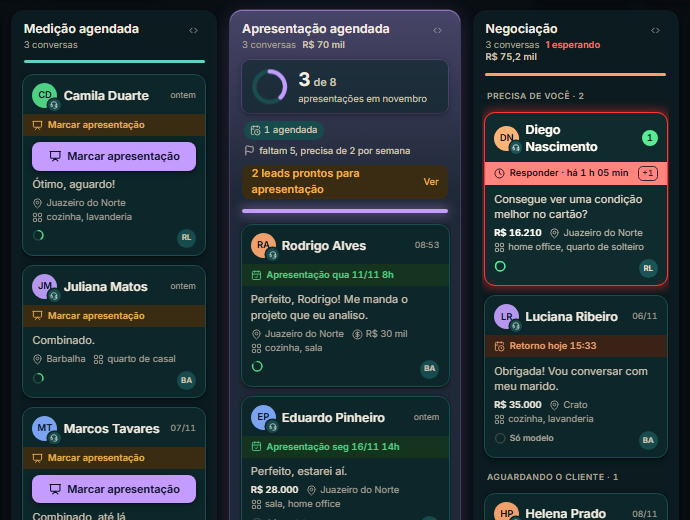 Medição agendada
3 conversas
CD
Camila Duarte
ontem
Marcar apresentação
Marcar apresentação
Ótimo, aguardo!
Juazeiro do Norte
cozinha, lavanderia
RL
JM
Juliana Matos
ontem
Marcar apresentação
Combinado.
Barbalha
quarto de casal
BA
MT
Marcos Tavares
07/11
Marcar apresentação
Marcar apresentação
Combinado, até lá
Apresentação agendada
3 conversas R$ 70 mil
3 de 8
apresentações em novembro
1 agendada
faltam 5, precisa de 2 por semana
2 leads prontos para
apresentação
Ver
RA
Rodrigo Alves
08:53
Apresentação qua 11/11 8h
Perfeito, Rodrigo! Me manda o
projeto que eu analiso.
Juazeiro do Norte
R$ 30 mil
cozinha, sala
BA
EP
Eduardo Pinheiro
ontem
Apresentação seg 16/11 14h
Perfeito, estarei aí.
R$ 28.000
Juazeiro do Norte
sala, home office
Negociação
3 conversas 1 esperando
R$ 75,2 mil
PRECISA DE VOCÊ · 2
DN
Diego
Nascimento
1
Responder · há 1 h 05 min
+1
Consegue ver uma condição
melhor no cartão?
R$ 16.210
Juazeiro do Norte
home office, quarto de solteiro
RL
LR
Luciana Ribeiro
06/11
Retorno hoje 15:33
Obrigada! Vou conversar com
meu marido.
R$ 35.000
Crato
cozinha, lavanderia
Só modelo
BA
AGUARDANDO O CLIENTE · 1
HP
Helena Prado
08/11